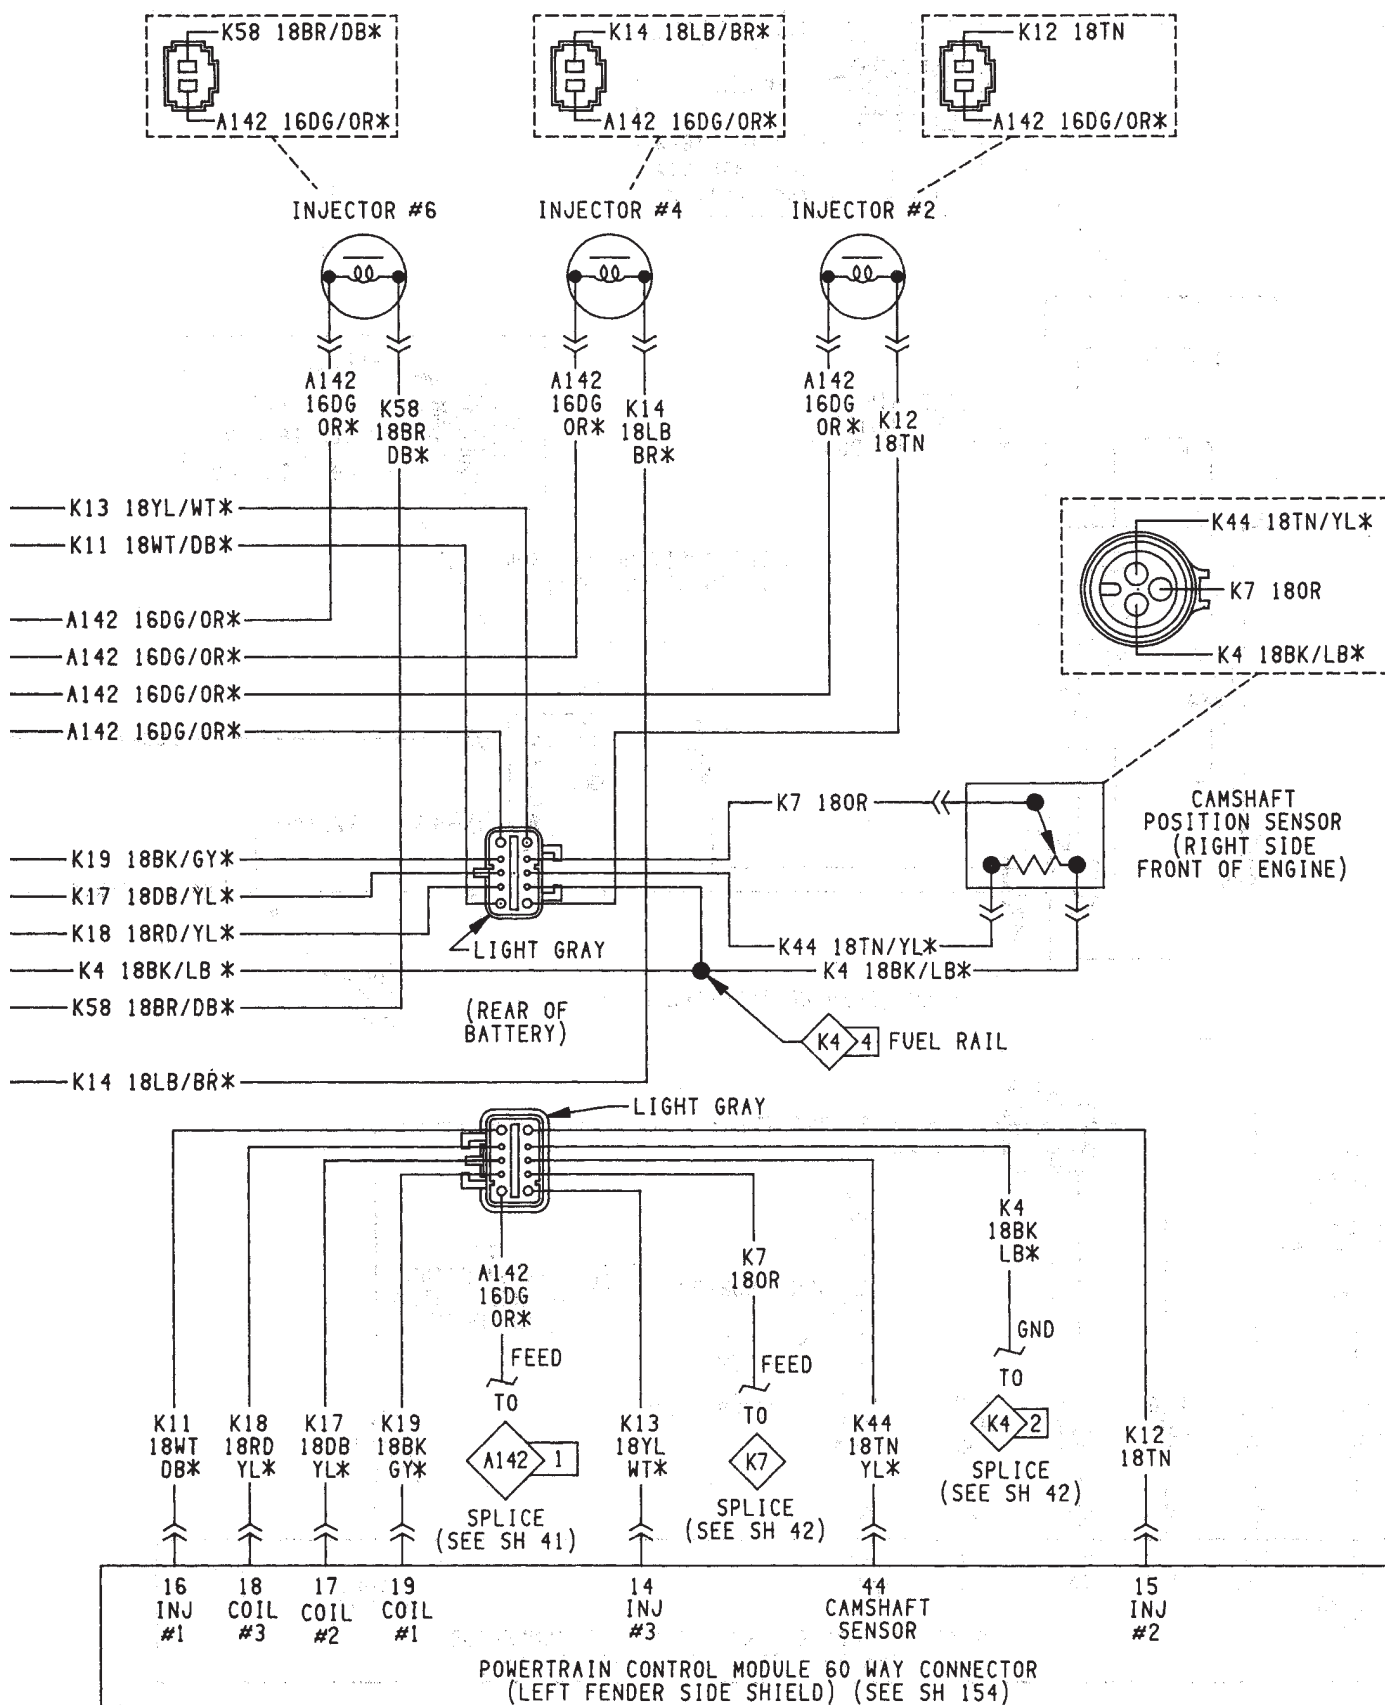 K58 18BR/DB*
K14 18LB/BR*
K12 18TN
A142 16DG/OR*
A142 16DG/OR*
A142 16DG/OR*
INJECTOR #6
INJECTOR #4
INJECTOR #2
A142
16DG
OR*
K58
18BR
DB*
A142
16DG
OR*
K14
18LB
BR*
A142
16DG
OR*
K12
18TN
K13 18YL/WT*
K11 18WT/DB*
K44 18TN/YL*
K7 18OR
K4 18BK/LB*
A142 16DG/OR*
A142 16DG/OR*
A142 16DG/OR*
A142 16DG/OR*
K7 18OR
CAMSHAFT
POSITION SENSOR
(RIGHT SIDE
FRONT OF ENGINE)
K19 18BK/GY*
K17 18DB/YL*
K18 18RD/YL*
LIGHT GRAY
K44 18TN/YL*
K4 18BK/LB *
K4 18BK/LB*
K58 18BR/DB*
(REAR OF
BATTERY)
K4 4 FUEL RAIL
K14 18LB/BR*
LIGHT GRAY
A142
16DG
OR*
FEED
TO
A142 1
SPLICE
(SEE SH 41)
K7
18OR
FEED
TO
K7
SPLICE
(SEE SH 42)
K4
18BK
LB*
GND
TO
K4 2
SPLICE
(SEE SH 42)
K11
18WT
DB*
K18
18RD
YL*
K17
18DB
YL*
K19
18BK
GY*
K13
18YL
WT*
K44
18TN
YL*
K12
18TN
16
INJ
#1
18
COIL
#3
17
COIL
#2
19
COIL
#1
14
INJ
#3
44
CAMSHAFT
SENSOR
15
INJ
#2
POWERTRAIN CONTROL MODULE 60 WAY CONNECTOR
(LEFT FENDER SIDE SHIELD) (SEE SH 154)